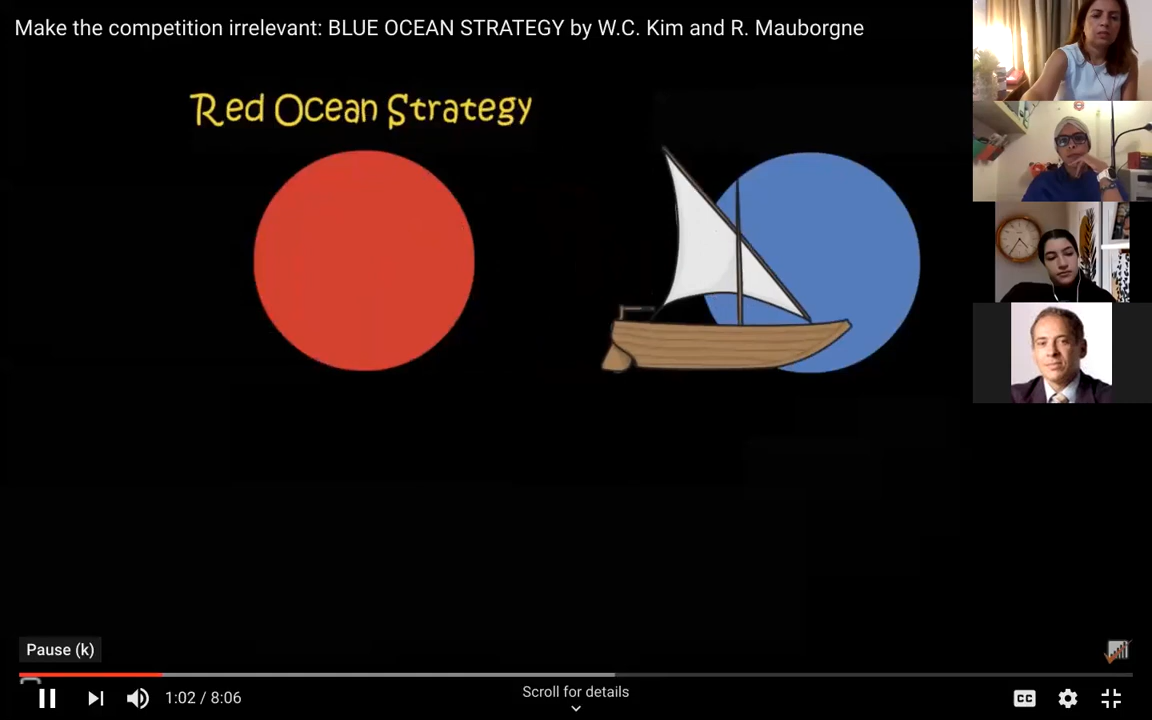 Make the competition irrelevant: BLUE OCEAN STRATEGY by W.C. Kim and R. Mauborgne
Red Ocean Strategy
Pause (k)
1:02 / 8:06
Scroll for details
CC